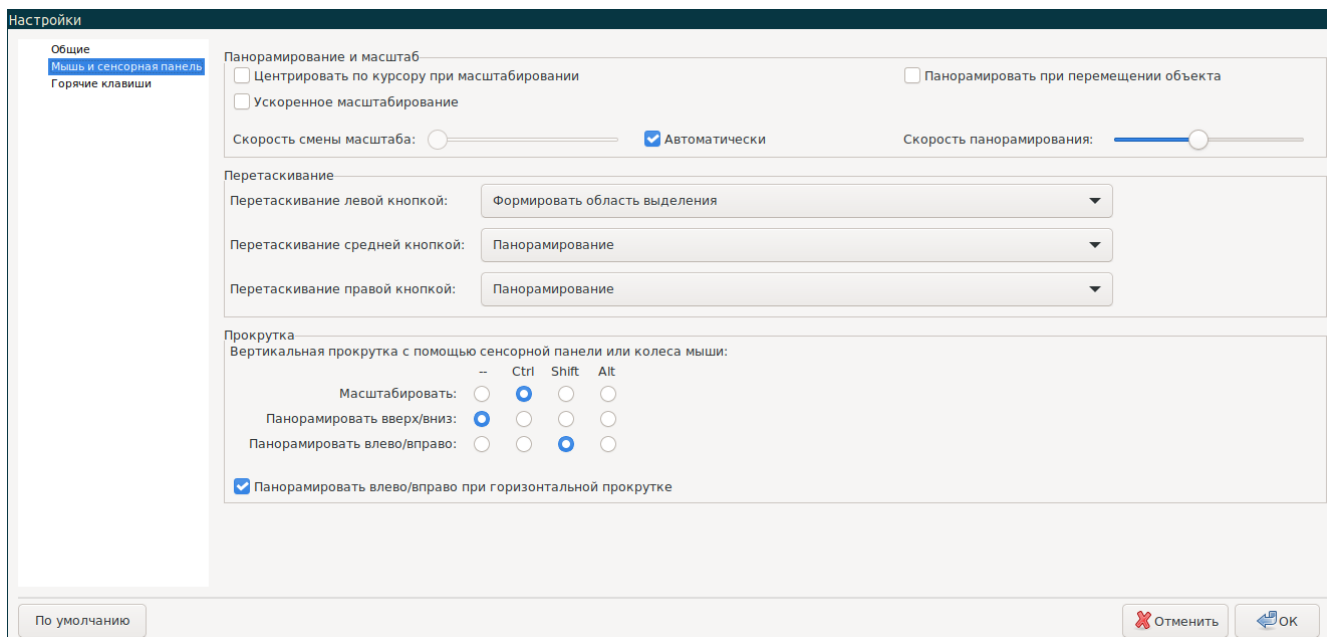 Настройки
Общие
Мышь и сенсорная панель
Горячие клавиши
Панорамирование и масштаб
Центрировать по курсору при масштабировании
Панорамировать при перемещении объекта
Ускоренное масштабирование
Скорость смены масштаба:
Автоматически
Скорость панорамирования:
Перетаскивание
Перетаскивание левой кнопкой: Формировать область выделения
Перетаскивание средней кнопкой: Панорамирование
Перетаскивание правой кнопкой: Панорамирование
Прокрутка
Вертикальная прокрутка с помощью сенсорной панели или колеса мыши:
-- Ctrl Shift Alt
Масштабировать:
Панорамировать вверх/вниз:
Панорамировать влево/вправо:
Панорамировать влево/вправо при горизонтальной прокрутке
По умолчанию
Отменить
ОК